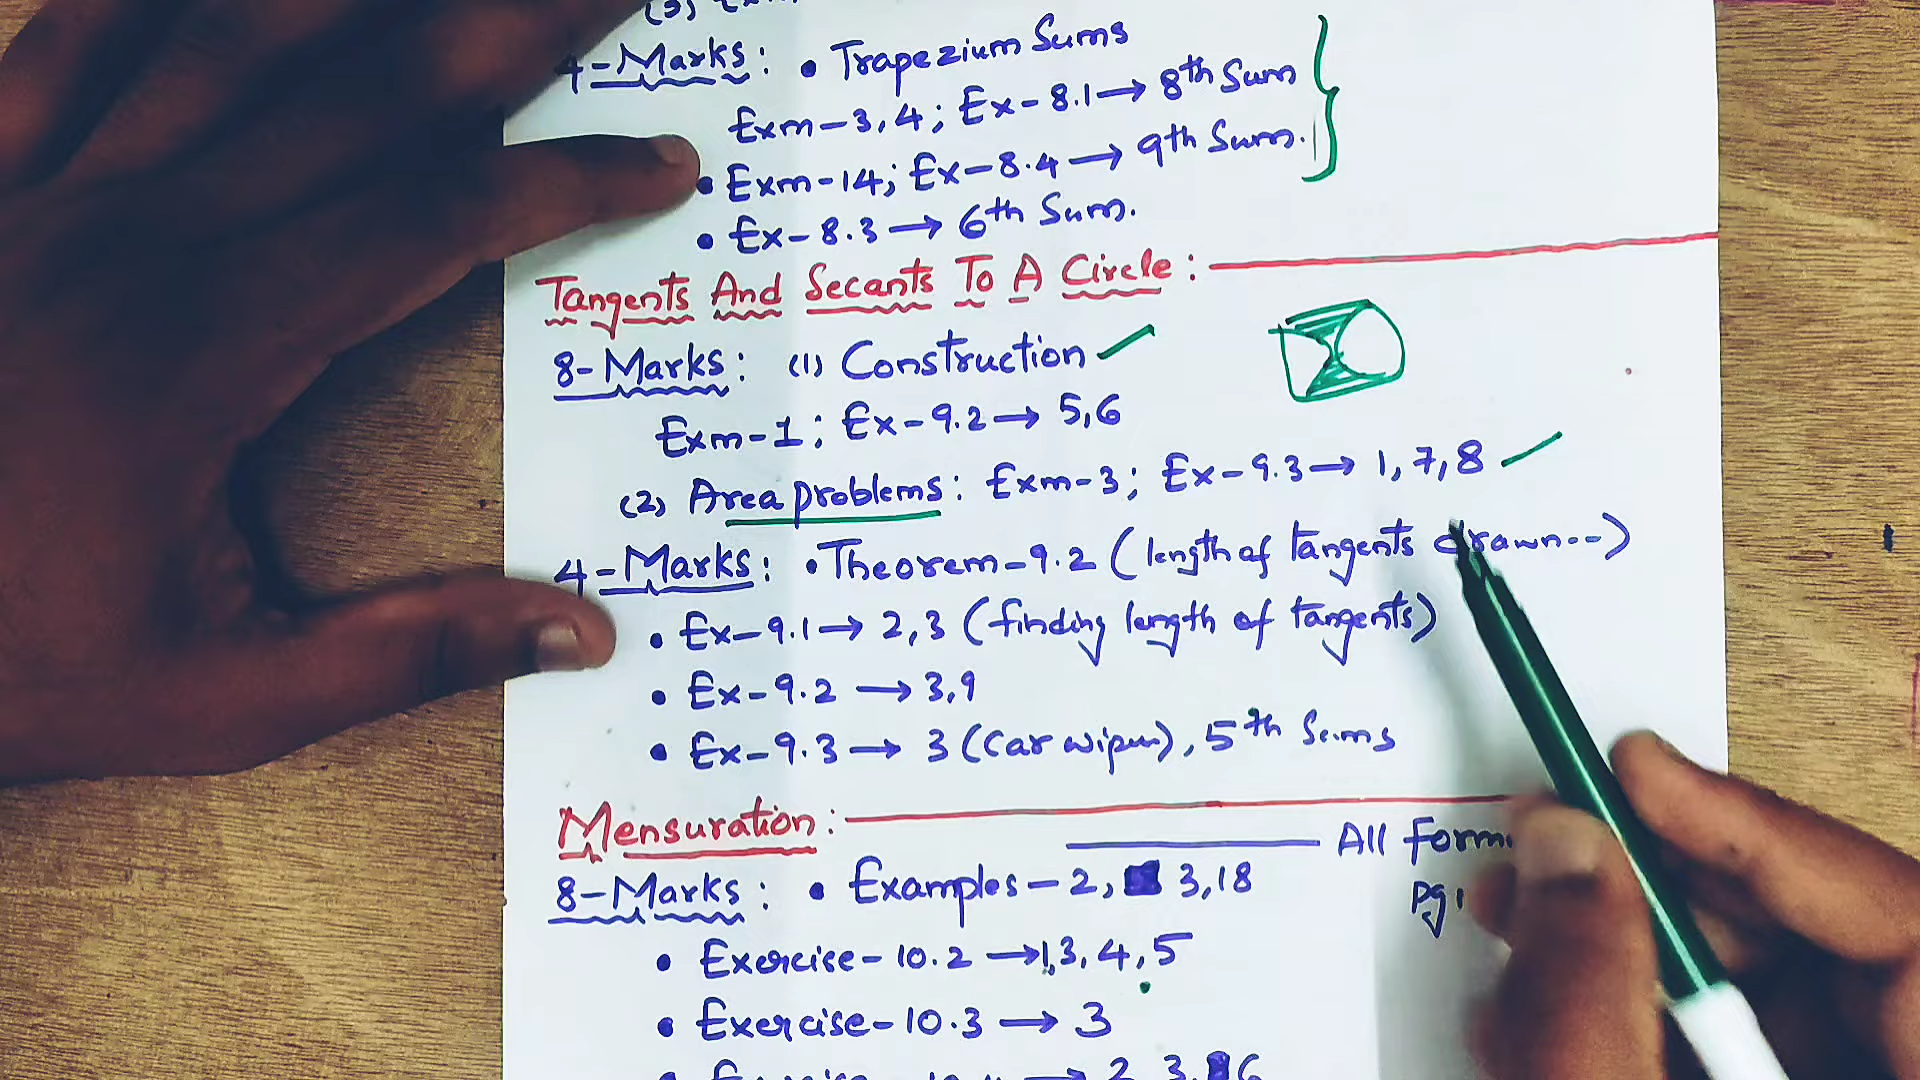 4-Marks: • Trapezium Sums
Exm-3,4; Ex-8.1→ 8th Sum
• Exm-14; Ex-8.4 → 9th Sum.
• Ex-8.3 → 6th Sum.
Tangents And Secants To A Circle:
8-Marks: (1) Construction
Exm-1; Ex-9.2→ 5,6
(2) Area problems: Exm-3; Ex-9.3→ 1,7,8
4-Marks: • Theorem-9.2 (length of tangents drawn--)
• Ex-9.1→ 2,3 (finding length of tangents)
• Ex-9.2 → 3,9
• Ex-9.3 → 3 (car wiper), 5th Sums
Mensuration: All
8-Marks: • Examples-2, 3,18
• Exercise-10.2 →1,3,4,5
• Exercise-10.3 → 3